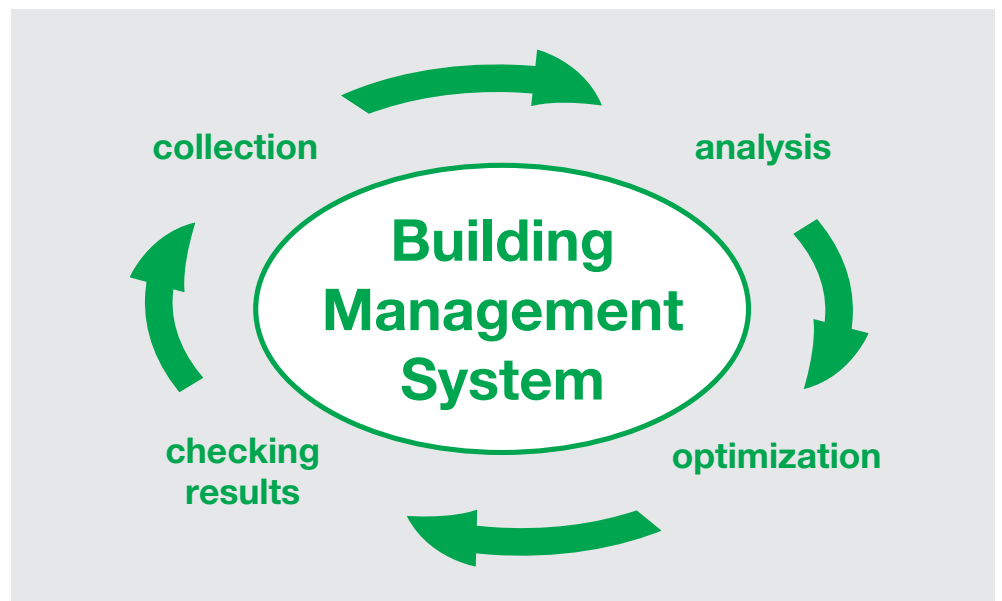 collection
analysis
Building
Management
System
checking
results
optimization